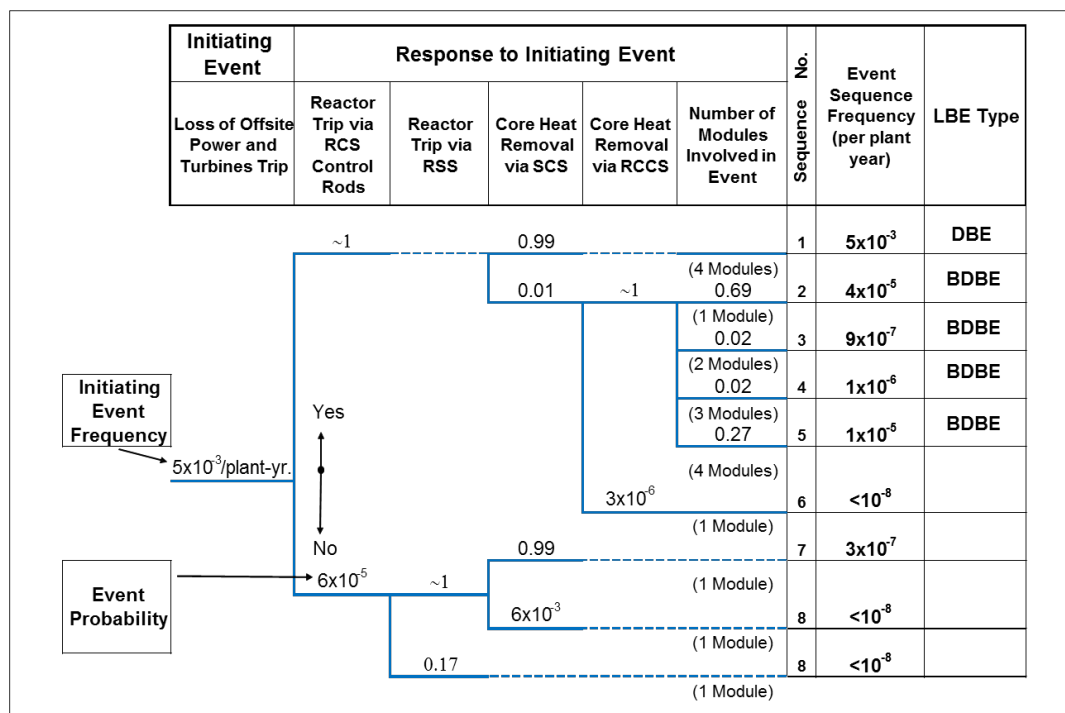 Initiating
Event
Response to Initiating Event
Loss of Offsite
Power and
Turbines Trip
Reactor
Trip via
RCS
Control
Rods
Reactor
Trip via
RSS
Core Heat
Removal
via SCS
Core Heat
Removal
via RCCS
Number of
Modules
Involved in
Event
Sequence No.
Event
Sequence
Frequency
(per plant
year)
LBE Type
~1
0.99
1
5x10⁻³
DBE
(4 Modules)
0.01
~1
0.69
2
4x10⁻⁵
BDBE
(1 Module)
0.02
3
9x10⁻⁷
BDBE
(2 Modules)
0.02
4
1x10⁻⁶
BDBE
(3 Modules)
0.27
5
1x10⁻⁵
BDBE
(4 Modules)
3x10⁻⁶
6
<10⁻⁸
(1 Module)
Initiating
Event
Frequency
5x10⁻³/plant-yr.
Yes
No
0.99
7
3x10⁻⁷
(1 Module)
Event
Probability
6x10⁻⁵
~1
6x10⁻³
8
<10⁻⁸
(1 Module)
0.17
8
<10⁻⁸
(1 Module)